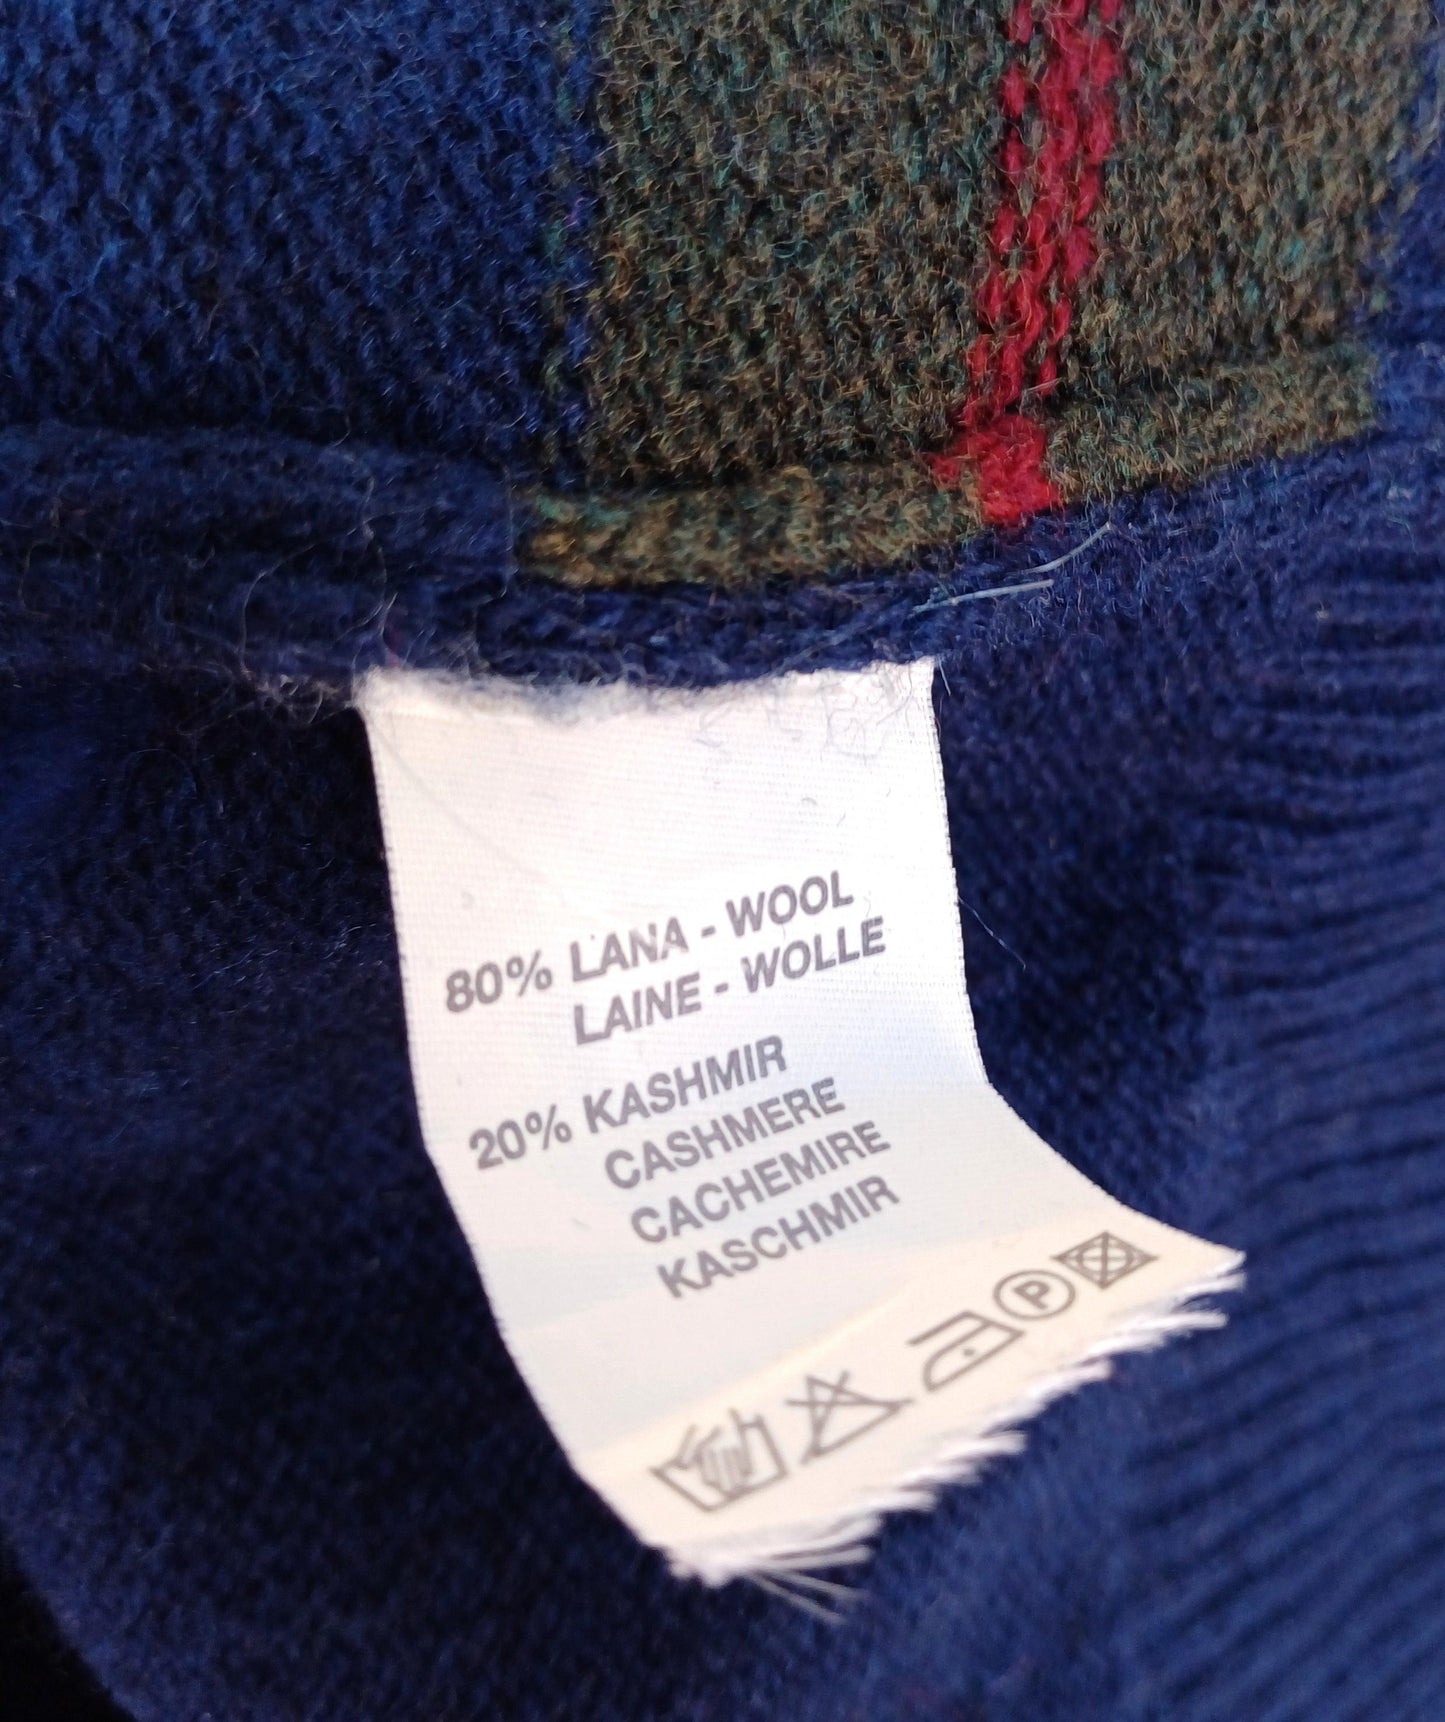 80% LANA - WOOL
LAINE - WOLLE
20% KASHMIR
CASHMERE
CACHEMIRE
KASCHMIR
P